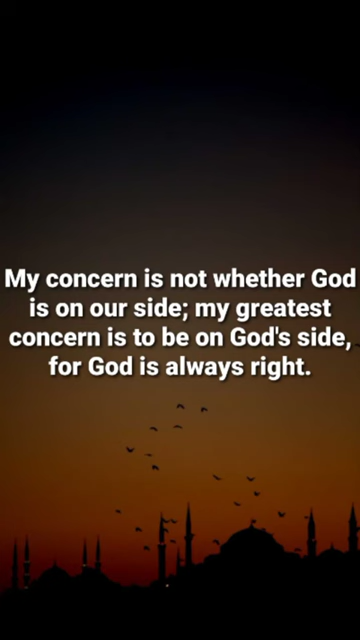 My concern is not whether God
is on our side; my greatest
concern is to be on God's side,
for God is always right.